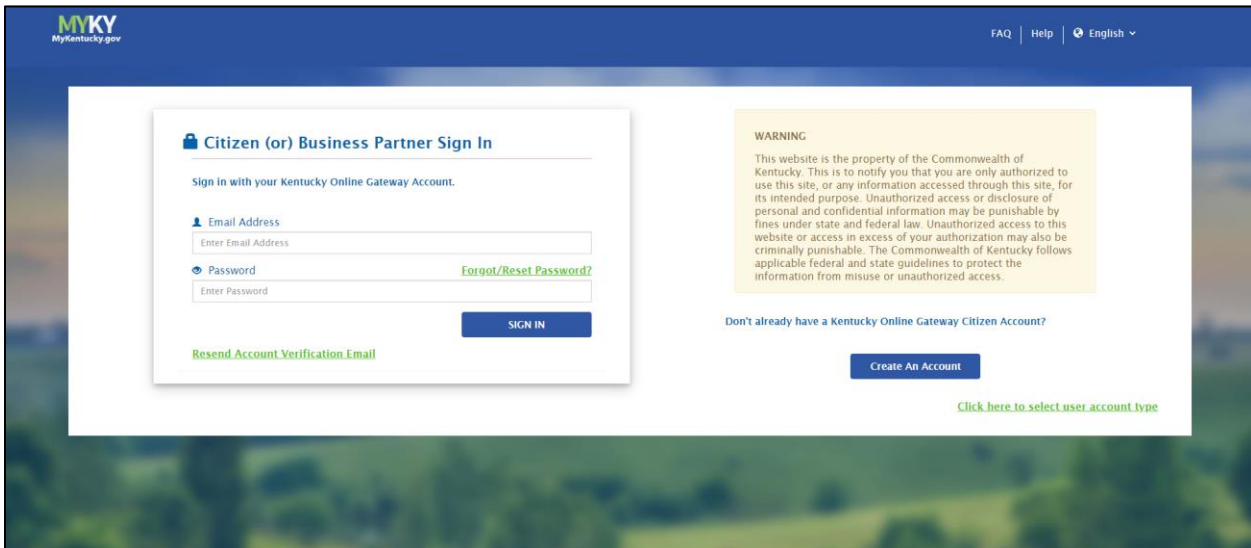 MYKY
MyKentucky.gov
FAQ
Help
English
Citizen (or) Business Partner Sign In
Sign in with your Kentucky Online Gateway Account.
Email Address
Enter Email Address
Password
Forgot/Reset Password?
Enter Password
SIGN IN
Resend Account Verification Email
WARNING
This website is the property of the Commonwealth of
Kentucky. This is to notify you that you are only authorized to
use this site, or any information accessed through this site, for
its intended purpose. Unauthorized access or disclosure of
personal and confidential information may be punishable by
fines under state and federal law. Unauthorized access to this
website or access in excess of your authorization may also be
criminally punishable. The Commonwealth of Kentucky follows
applicable federal and state guidelines to protect the
information from misuse or unauthorized access.
Don't already have a Kentucky Online Gateway Citizen Account?
Create An Account
Click here to select user account type